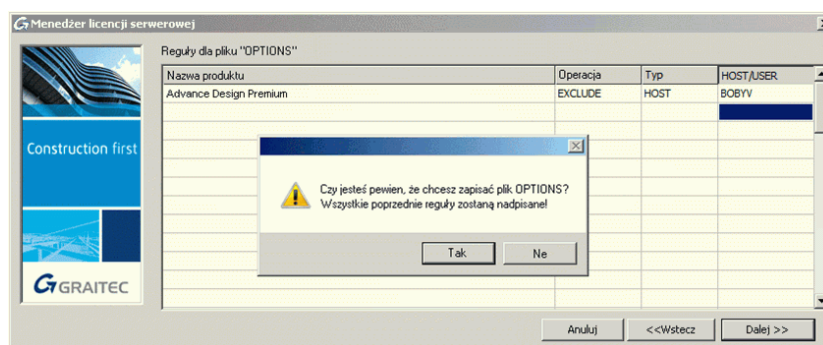 Menedżer licencji serwerowej
Reguły dla pliku "OPTIONS"
Nazwa produktu Operacja Typ HOST/USER
Advance Design Premium EXCLUDE HOST BOBYV
Construction first
Czy jesteś pewien, że chcesz zapisać plik OPTIONS?
Wszystkie poprzednie reguły zostaną nadpisane!
Tak Ne
GRAITEC
Anuluj <<Wstecz Dalej >>